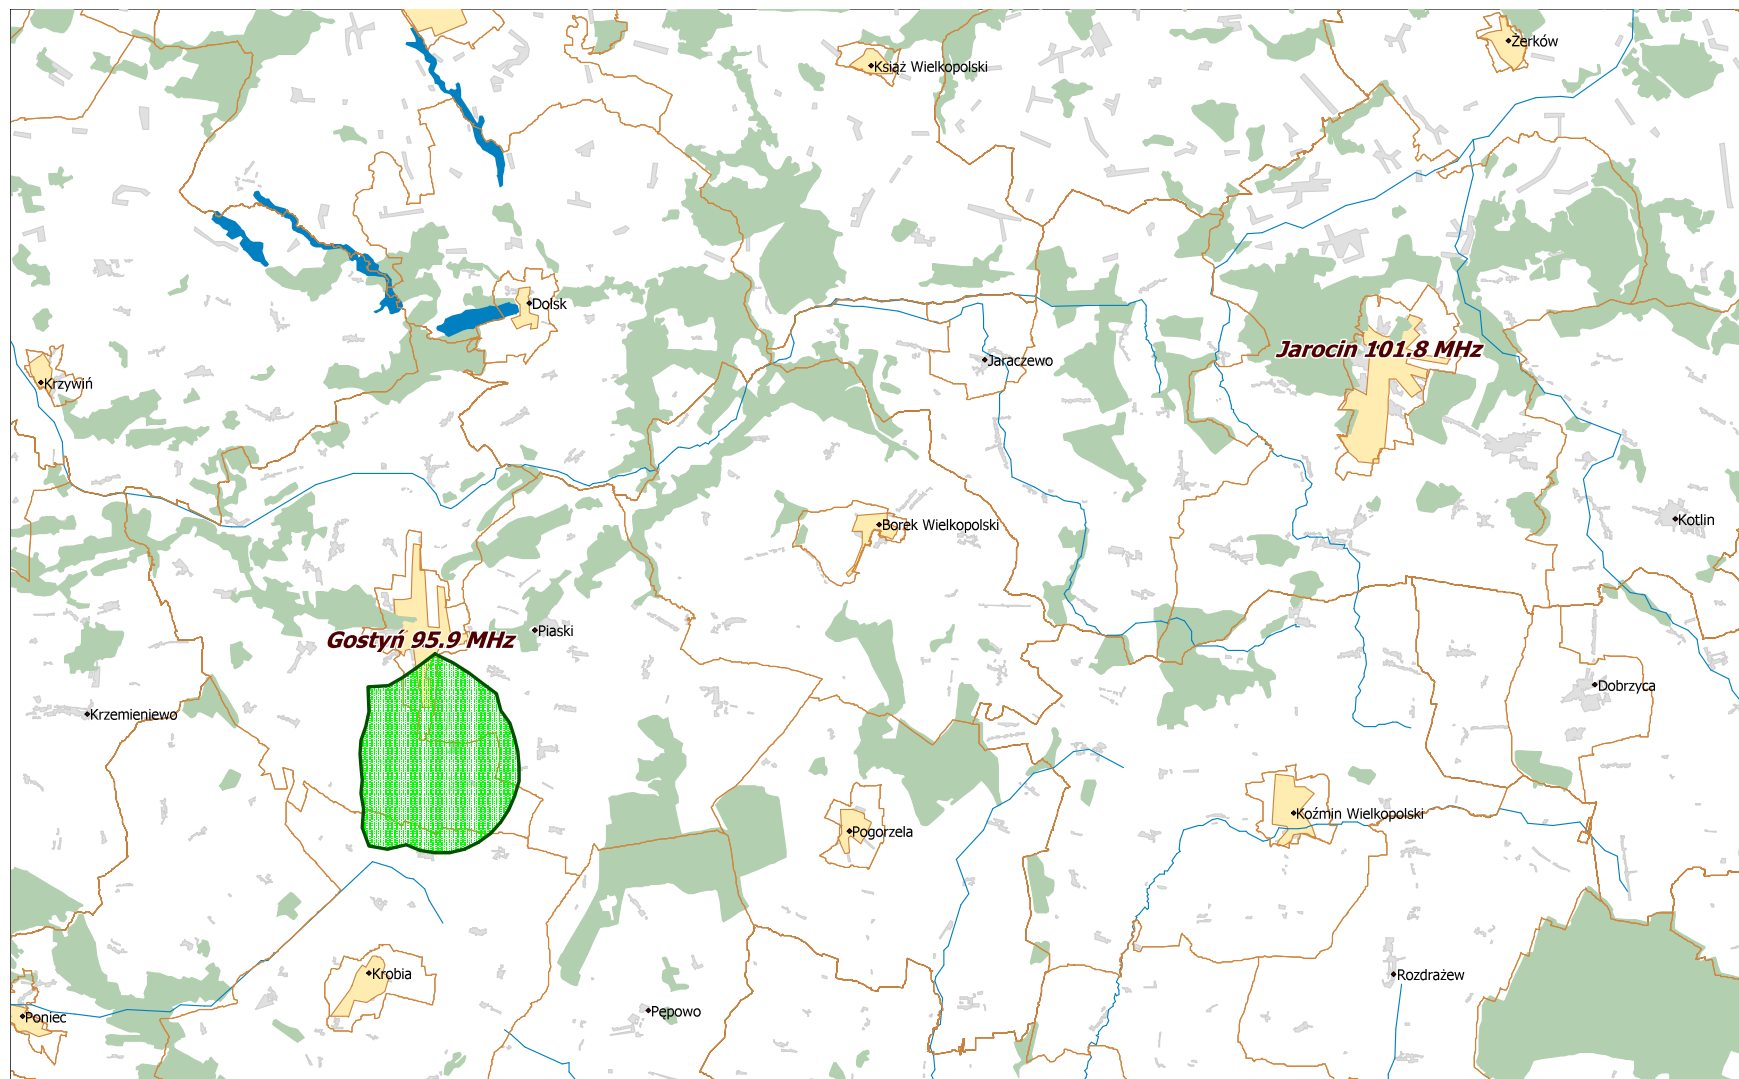 Żerków
Książ Wielkopolski
Dolsk
Jarocin 101.8 MHz
Jaraczewo
Krzywiń
Kotlin
Borek Wielkopolski
Piaski
Gostyń 95.9 MHz
Dobrzyca
Krzemieniewo
Koźmin Wielkopolski
Pogorzela
Krobia
Rozdrażew
Pępowo
Poniec